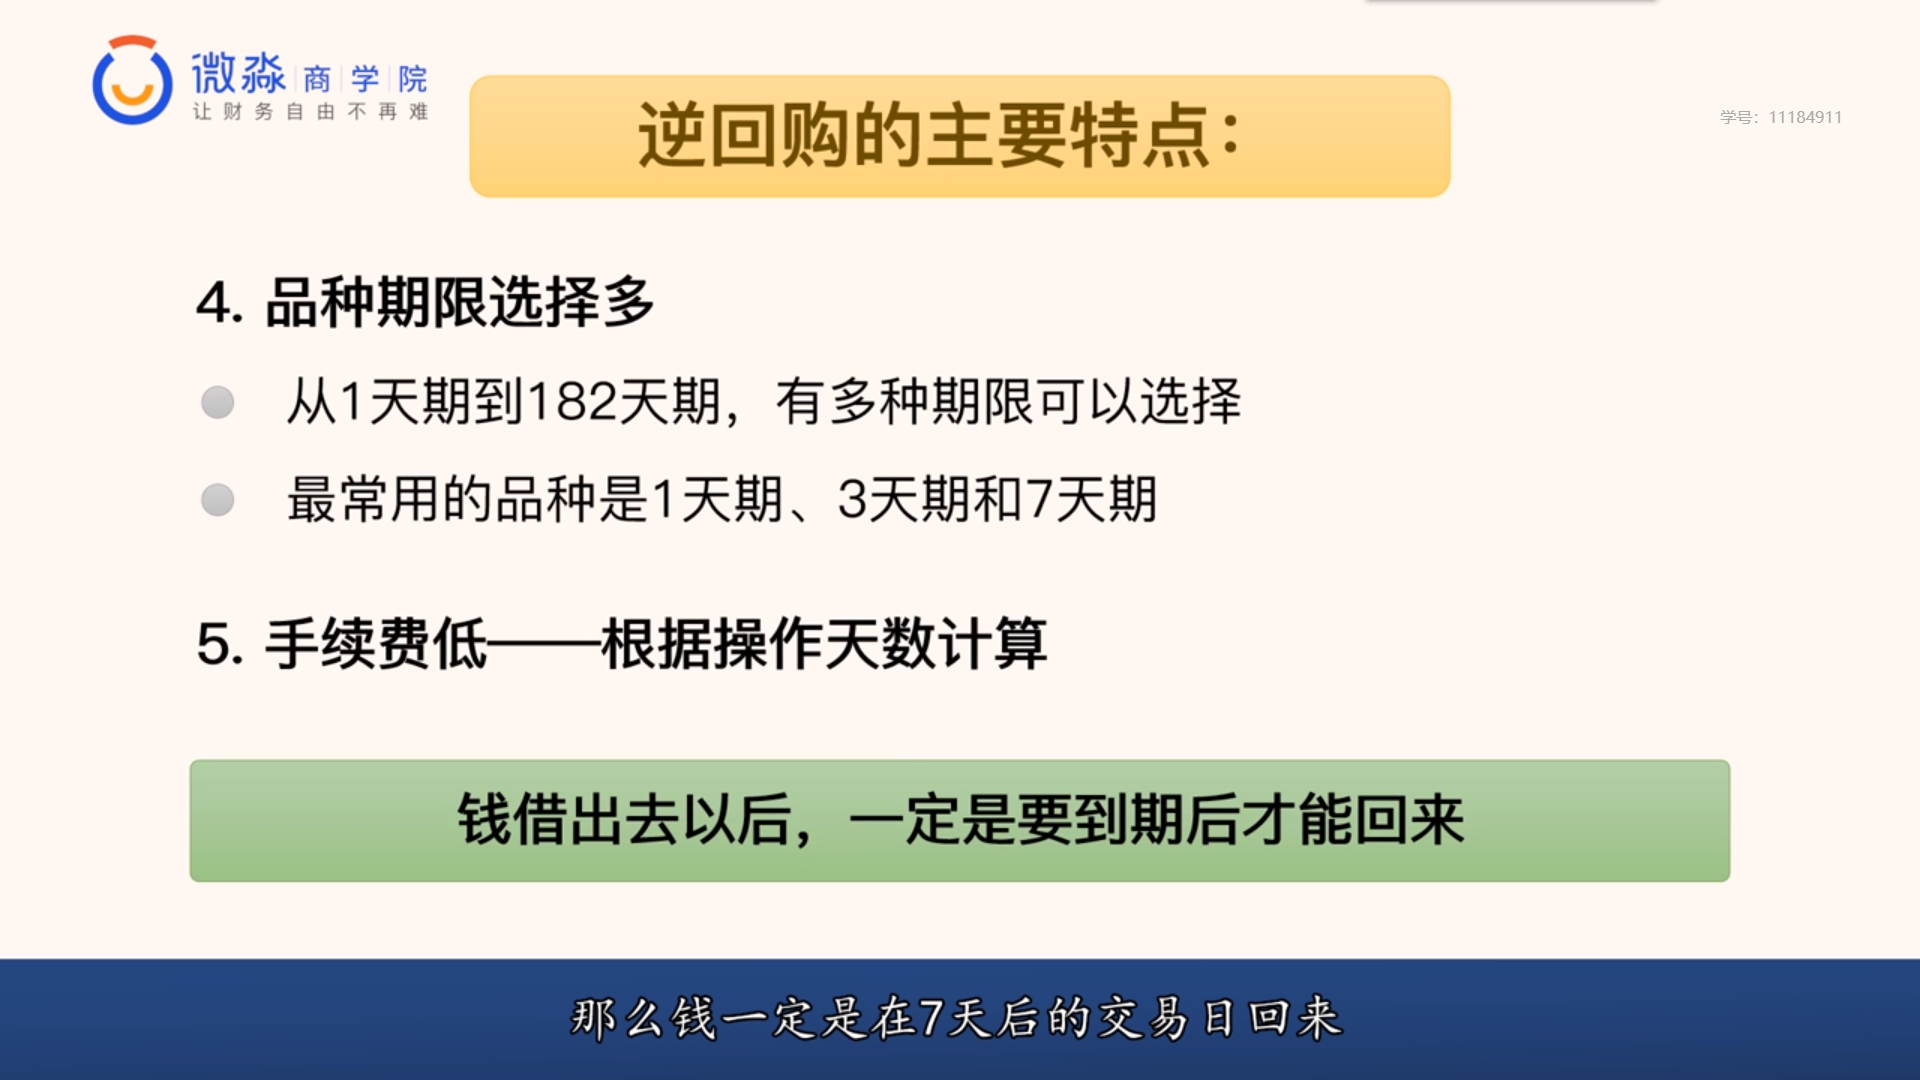 微淼商学院
让财务自由不再难
逆回购的主要特点：
学号：11184911
4. 品种期限选择多
从1天期到182天期，有多种期限可以选择
最常用的品种是1天期、3天期和7天期
5. 手续费低——根据操作天数计算
钱借出去以后，一定是要到期后才能回来
那么钱一定是在7天后的交易日回来